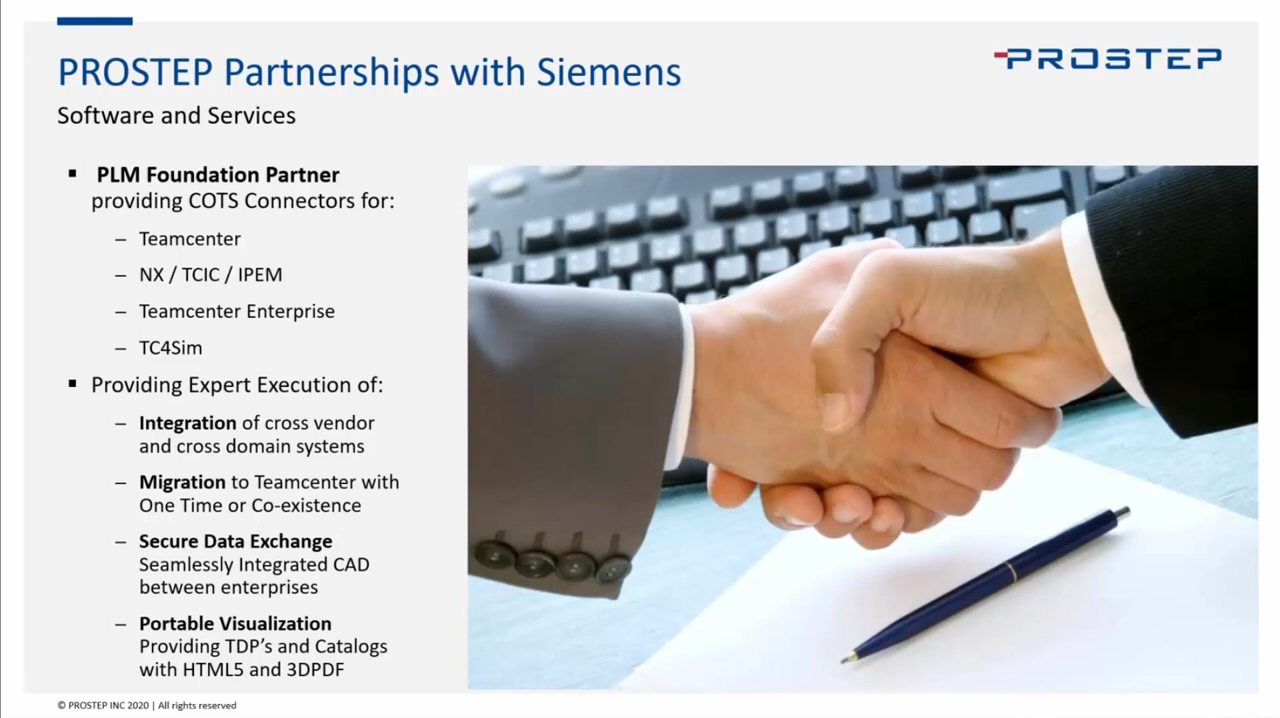 PROSTEP Partnerships with Siemens
PROSTEP
Software and Services
▪ PLM Foundation Partner
providing COTS Connectors for:
– Teamcenter
– NX / TCIC / IPEM
– Teamcenter Enterprise
– TC4Sim
▪ Providing Expert Execution of:
– Integration of cross vendor
and cross domain systems
– Migration to Teamcenter with
One Time or Co-existence
– Secure Data Exchange
Seamlessly Integrated CAD
between enterprises
– Portable Visualization
Providing TDP's and Catalogs
with HTML5 and 3DPDF
© PROSTEP INC 2020 | All rights reserved